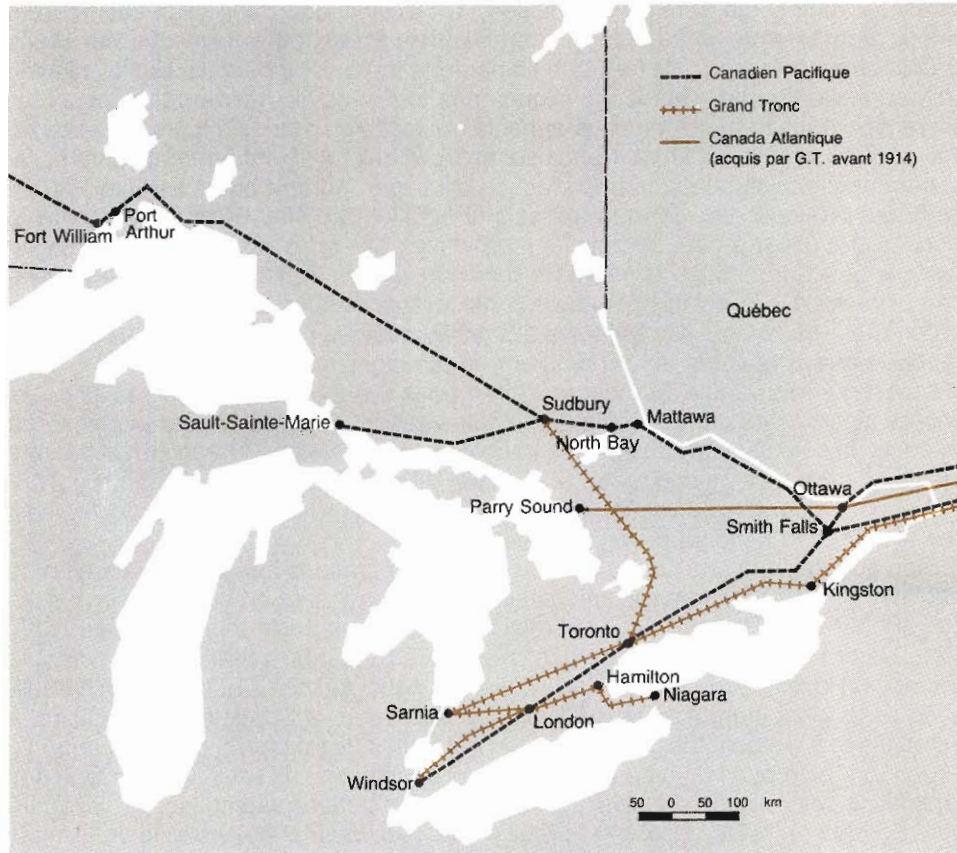 Canadien Pacifique
Grand Tronc
Canada Atlantique
(acquis par G.T. avant 1914)
Port
Arthur
Fort William
Québec
Sudbury
Mattawa
Sault-Sainte-Marie
North Bay
Ottawa
Parry Sound
Smith Falls
Kingston
Toronto
Hamilton
Niagara
Sarnia
London
Windsor
50 0 50 100 km